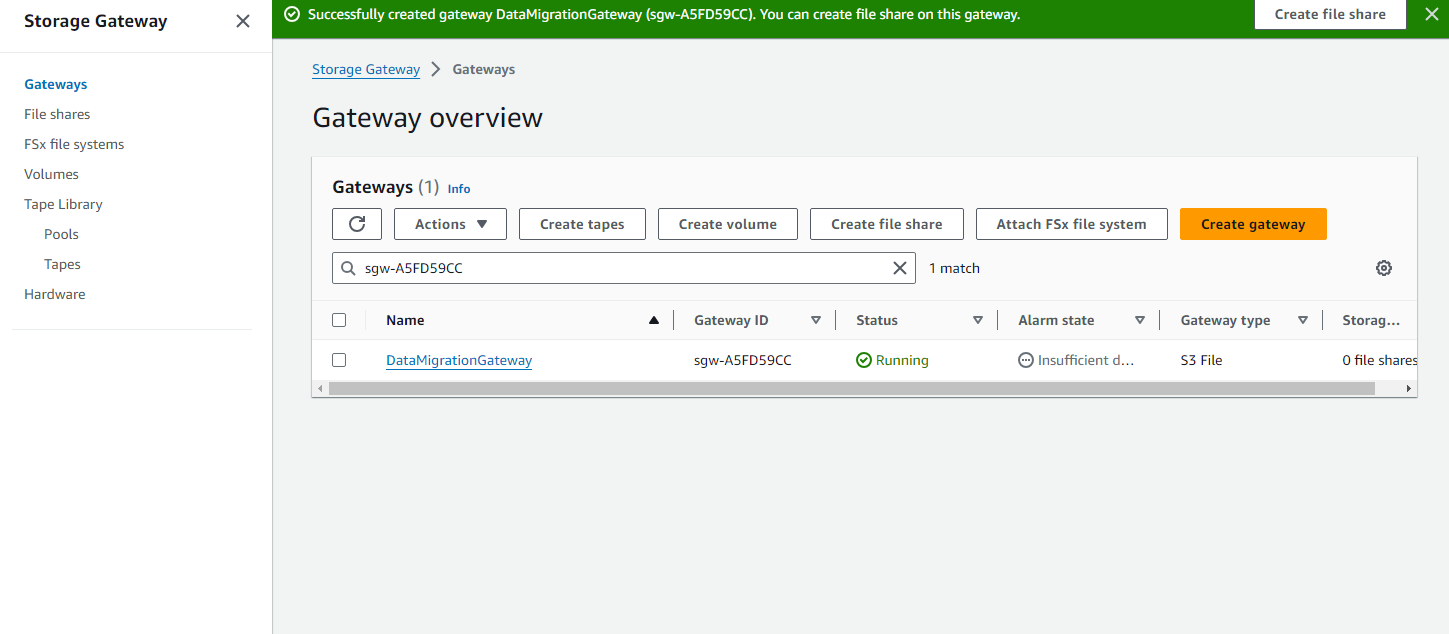 Storage Gateway
Gateways
File shares
FSx file systems
Volumes
Tape Library
Pools
Tapes
Hardware
Successfully created gateway DataMigrationGateway (sgw-A5FD59CC). You can create file share on this gateway.
Create file share
Storage Gateway > Gateways
Gateway overview
Gateways (1) Info
Actions Create tapes Create volume Create file share Attach FSx file system Create gateway
sgw-A5FD59CC 1 match
Name Gateway ID Status Alarm state Gateway type Storag...
DataMigrationGateway sgw-A5FD59CC Running Insufficient d... S3 File 0 file shares